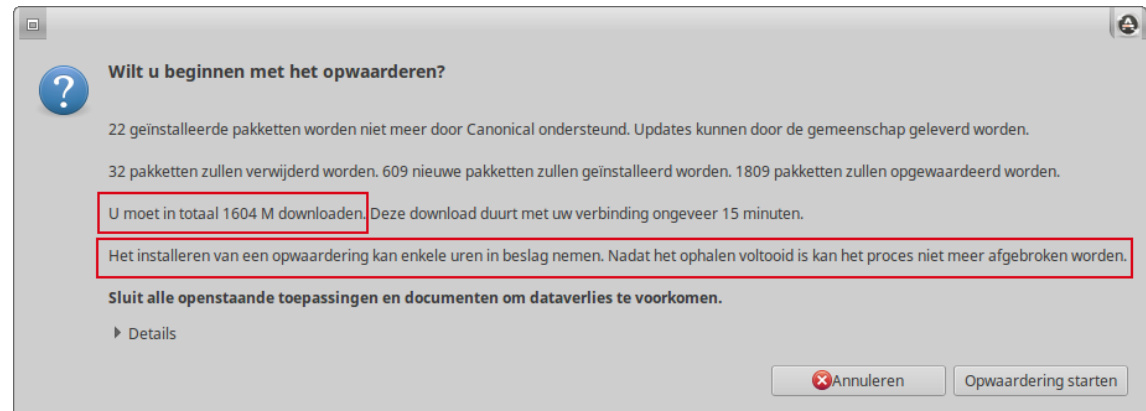 Wilt u beginnen met het opwaarderen?
22 geïnstalleerde pakketten worden niet meer door Canonical ondersteund. Updates kunnen door de gemeenschap geleverd worden.
32 pakketten zullen verwijderd worden. 609 nieuwe pakketten zullen geïnstalleerd worden. 1809 pakketten zullen opgewaardeerd worden.
U moet in totaal 1604 M downloaden. Deze download duurt met uw verbinding ongeveer 15 minuten.
Het installeren van een opwaardering kan enkele uren in beslag nemen. Nadat het ophalen voltooid is kan het proces niet meer afgebroken worden.
Sluit alle openstaande toepassingen en documenten om dataverlies te voorkomen.
Details
Annuleren Opwaardering starten